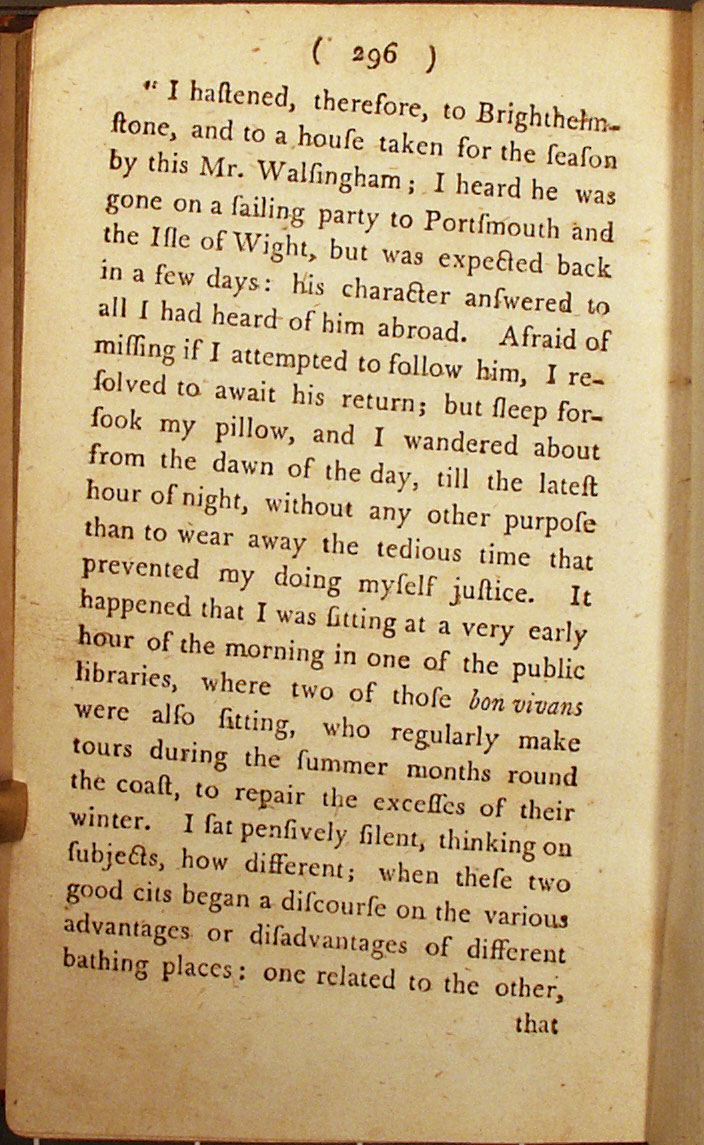 ( 296 )
“ I haſtened, therefore, to Brighthelm-
ſtone, and to a houſe taken for the ſeaſon
by this Mr. Walſingham; I heard he was
gone on a ſailing party to Portſmouth and
the Iſle of Wight, but was expected back
in a few days: his character anſwered to
all I had heard of him abroad. Afraid of
miſſing if I attempted to follow him, I re-
ſolved to await his return; but ſleep for-
ſook my pillow, and I wandered about
from the dawn of the day, till the lateſt
hour of night, without any other purpoſe
than to wear away the tedious time that
prevented my doing myſelf juſtice. It
happened that I was ſitting at a very early
hour of the morning in one of the public
libraries, where two of thoſe bon vivans
were alſo ſitting, who regularly make
tours during the ſummer months round
the coaſt, to repair the exceſſes of their
winter. I ſat penſively ſilent, thinking on
ſubjects, how different; when theſe two
good cits began a diſcourſe on the various
advantages or diſadvantages of different
bathing places: one related to the other,
that